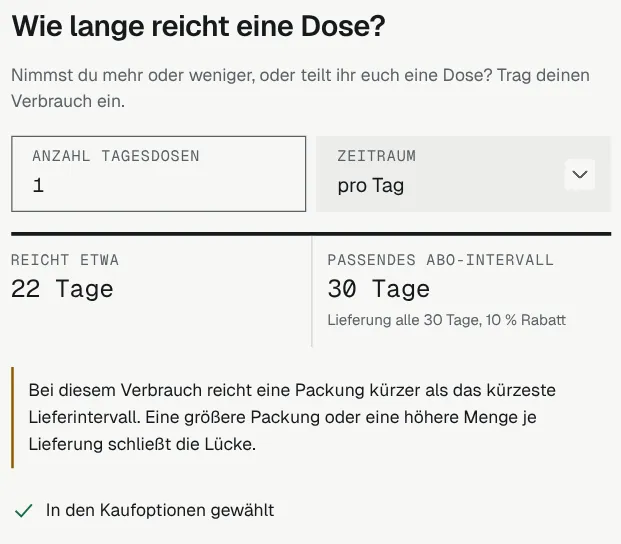 Wie lange reicht eine Dose?
Nimmst du mehr oder weniger, oder teilt ihr euch eine Dose? Trag deinen
Verbrauch ein.
ANZAHL TAGESDOSEN
1
ZEITRAUM
pro Tag
REICHT ETWA
22 Tage
PASSENDES ABO-INTERVALL
30 Tage
Lieferung alle 30 Tage, 10 % Rabatt
Bei diesem Verbrauch reicht eine Packung kürzer als das kürzeste
Lieferintervall. Eine größere Packung oder eine höhere Menge je
Lieferung schließt die Lücke.
In den Kaufoptionen gewählt